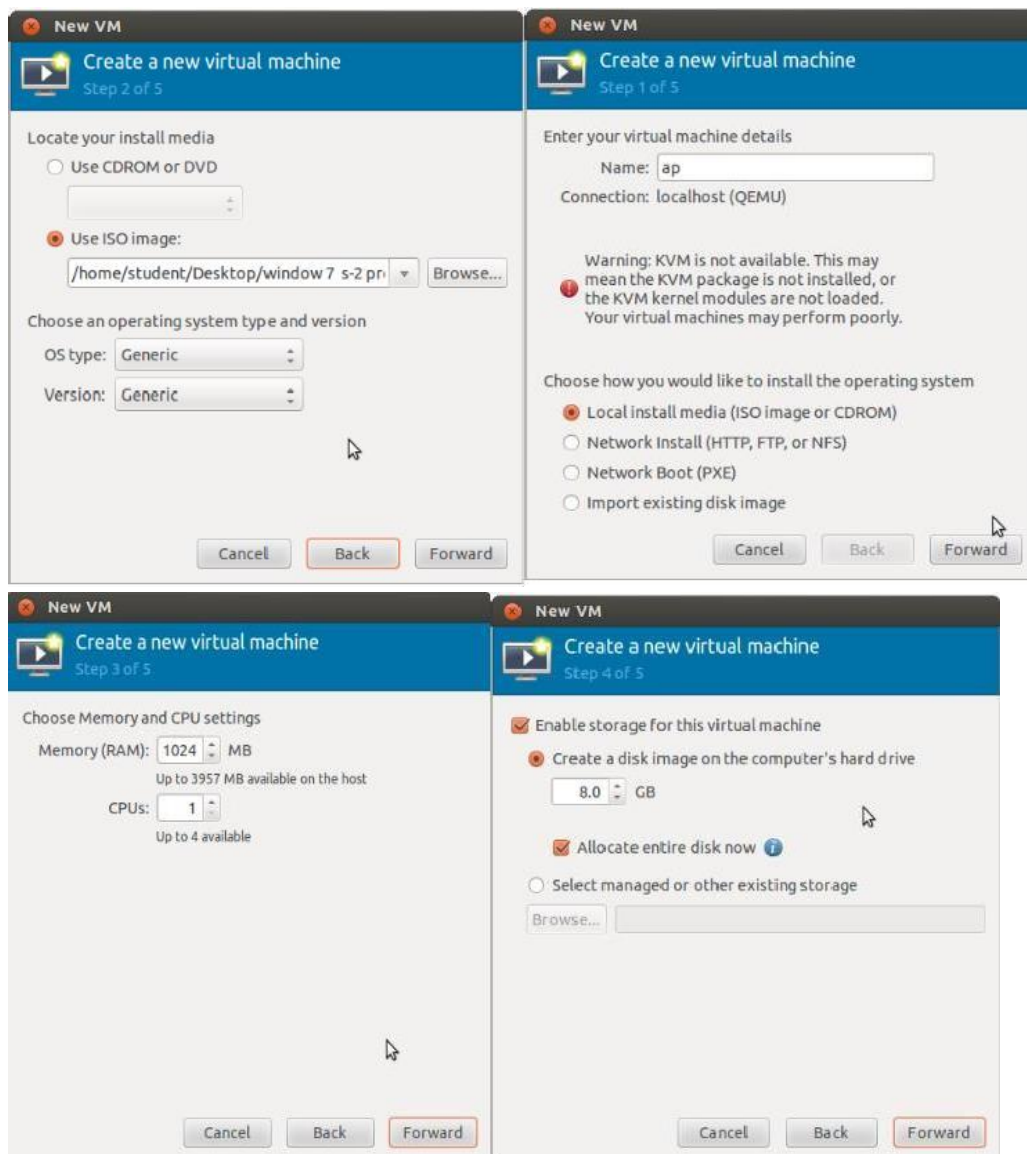 New VM
Create a new virtual machine
Step 2 of 5
Locate your install media
Use CDROM or DVD
Use ISO image:
/home/student/Desktop/window 7 s-2 pr
Browse...
Choose an operating system type and version
OS type: Generic
Version: Generic
Cancel Back Forward
New VM
Create a new virtual machine
Step 1 of 5
Enter your virtual machine details
Name: ap
Connection: localhost (QEMU)
Warning: KVM is not available. This may
mean the KVM package is not installed, or
the KVM kernel modules are not loaded.
Your virtual machines may perform poorly.
Choose how you would like to install the operating system
Local install media (ISO image or CDROM)
Network Install (HTTP, FTP, or NFS)
Network Boot (PXE)
Import existing disk image
Cancel Back Forward
New VM
Create a new virtual machine
Step 3 of 5
Choose Memory and CPU settings
Memory (RAM): 1024 MB
Up to 3957 MB available on the host
CPUs: 1
Up to 4 available
Cancel Back Forward
New VM
Create a new virtual machine
Step 4 of 5
Enable storage for this virtual machine
Create a disk image on the computer's hard drive
8.0 GB
Allocate entire disk now
Select managed or other existing storage
Browse...
Cancel Back Forward